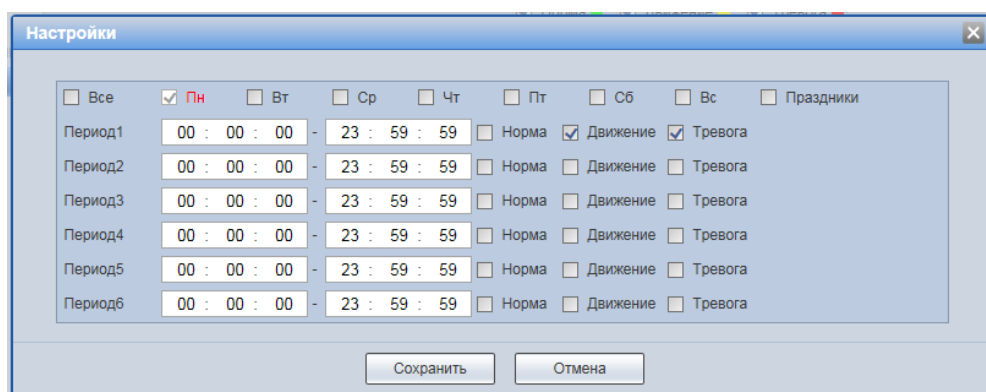 Настройки
Все Пн Вт Ср Чт Пт Сб Вс Праздники
Период1 00 : 00 : 00 - 23 : 59 : 59 Норма Движение Тревога
Период2 00 : 00 : 00 - 23 : 59 : 59 Норма Движение Тревога
Период3 00 : 00 : 00 - 23 : 59 : 59 Норма Движение Тревога
Период4 00 : 00 : 00 - 23 : 59 : 59 Норма Движение Тревога
Период5 00 : 00 : 00 - 23 : 59 : 59 Норма Движение Тревога
Период6 00 : 00 : 00 - 23 : 59 : 59 Норма Движение Тревога
Сохранить Отмена